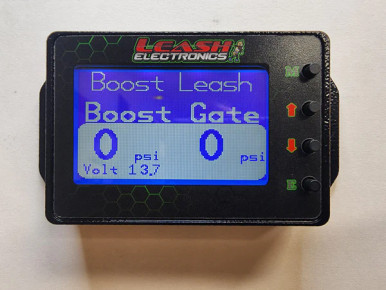 LEASH
ELECTRONICS
Boost Leash
Boost Gate
0 psi 0 psi
Volt 13.7